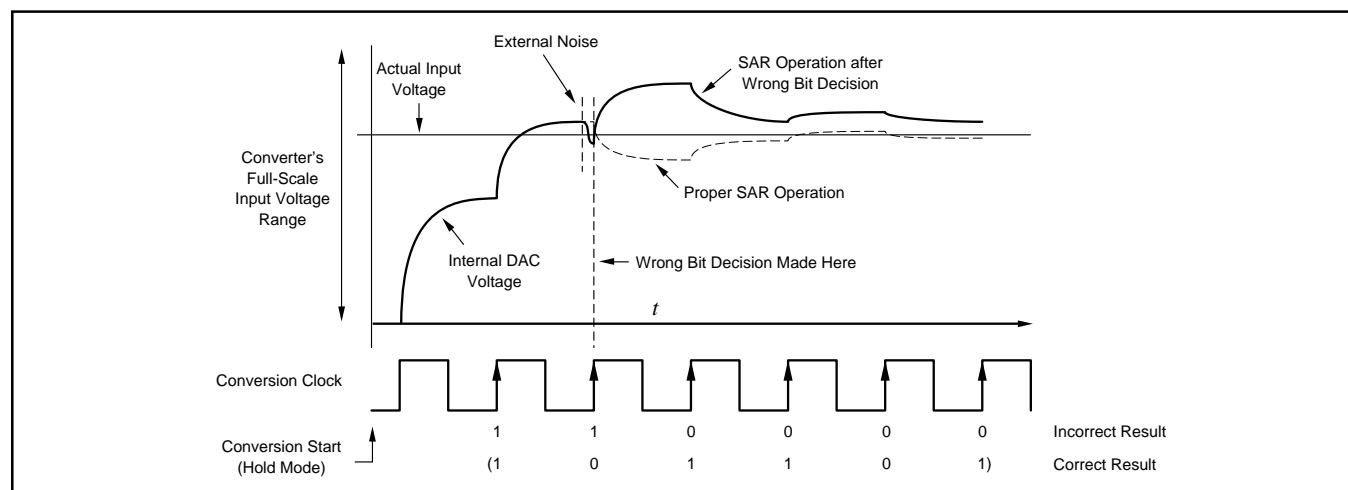 External Noise
Actual Input
Voltage
SAR Operation after
Wrong Bit Decision
Converter's
Full-Scale
Input Voltage
Range
Proper SAR Operation
Internal DAC
Voltage
Wrong Bit Decision Made Here
t
Conversion Clock
1 1 0 0 0 0 Incorrect Result
Conversion Start
(Hold Mode)
(1 0 1 1 0 1) Correct Result